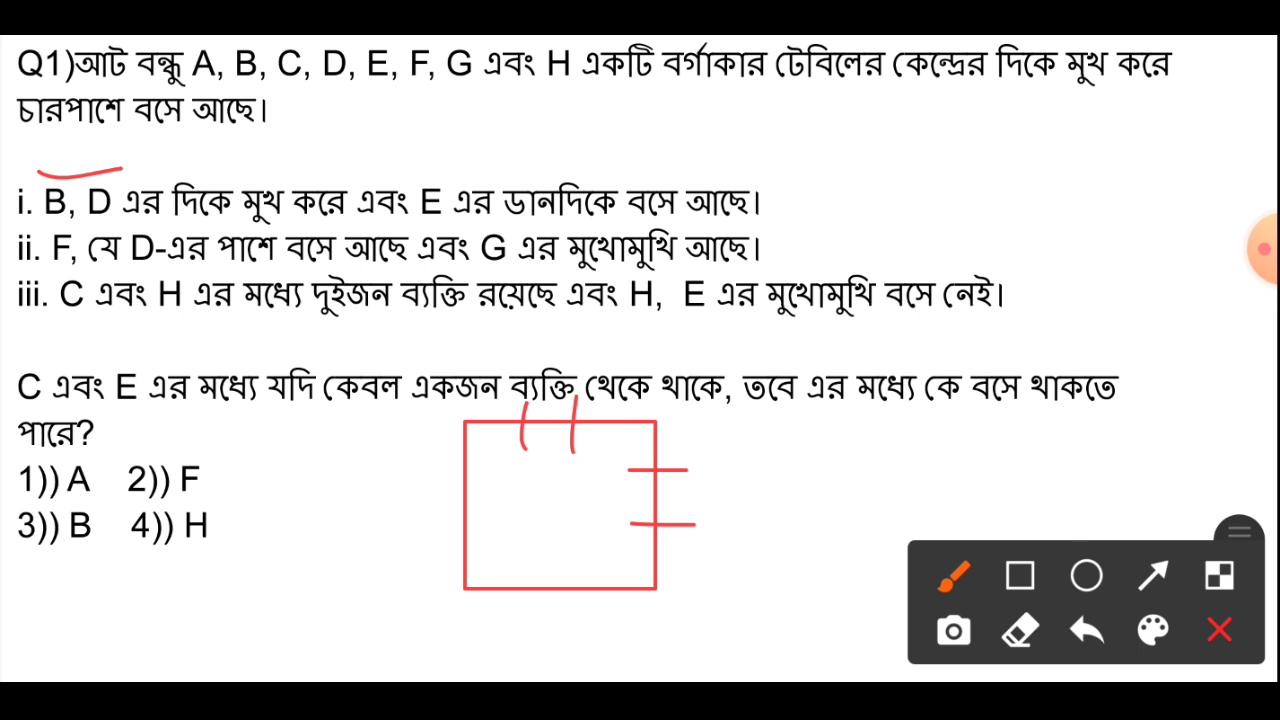 Q1)আট বন্ধু A, B, C, D, E, F, G এবং H একটি বর্গাকার টেবিলের কেন্দ্রের দিকে মুখ করে
চারপাশে বসে আছে।
i. B, D এর দিকে মুখ করে এবং E এর ডানদিকে বসে আছে।
ii. F, যে D-এর পাশে বসে আছে এবং G এর মুখোমুখি আছে।
iii. C এবং H এর মধ্যে দুইজন ব্যক্তি রয়েছে এবং H, E এর মুখোমুখি বসে নেই।
C এবং E এর মধ্যে যদি কেবল একজন ব্যক্তি থেকে থাকে, তবে এর মধ্যে কে বসে থাকতে
পারে?
1)) A 2)) F
3)) B 4)) H